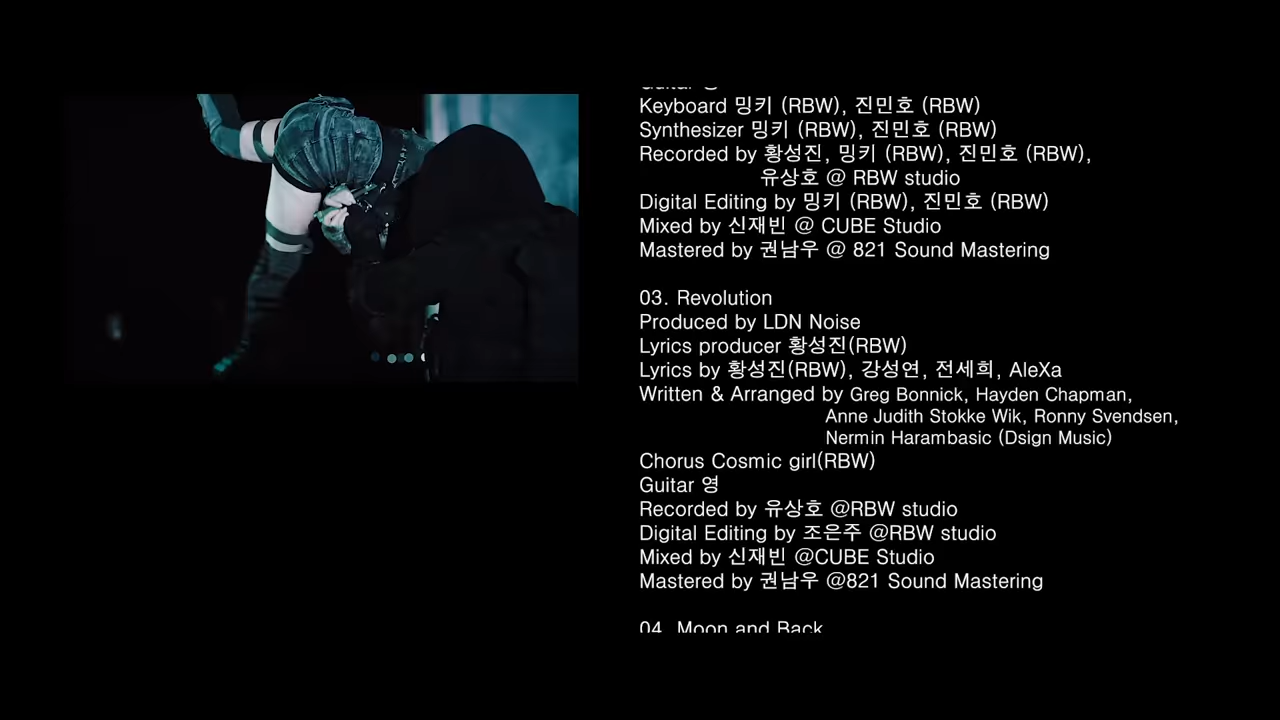 Guitar 영
Keyboard 밍키 (RBW), 진민호 (RBW)
Synthesizer 밍키 (RBW), 진민호 (RBW)
Recorded by 황성진, 밍키 (RBW), 진민호 (RBW),
유상호 @ RBW studio
Digital Editing by 밍키 (RBW), 진민호 (RBW)
Mixed by 신재빈 @ CUBE Studio
Mastered by 권남우 @ 821 Sound Mastering
03. Revolution
Produced by LDN Noise
Lyrics producer 황성진(RBW)
Lyrics by 황성진(RBW), 강성연, 전세희, AleXa
Written & Arranged by Greg Bonnick, Hayden Chapman,
Anne Judith Stokke Wik, Ronny Svendsen,
Nermin Harambasic (Dsign Music)
Chorus Cosmic girl(RBW)
Guitar 영
Recorded by 유상호 @RBW studio
Digital Editing by 조은주 @RBW studio
Mixed by 신재빈 @CUBE Studio
Mastered by 권남우 @821 Sound Mastering
04. Moon and Back